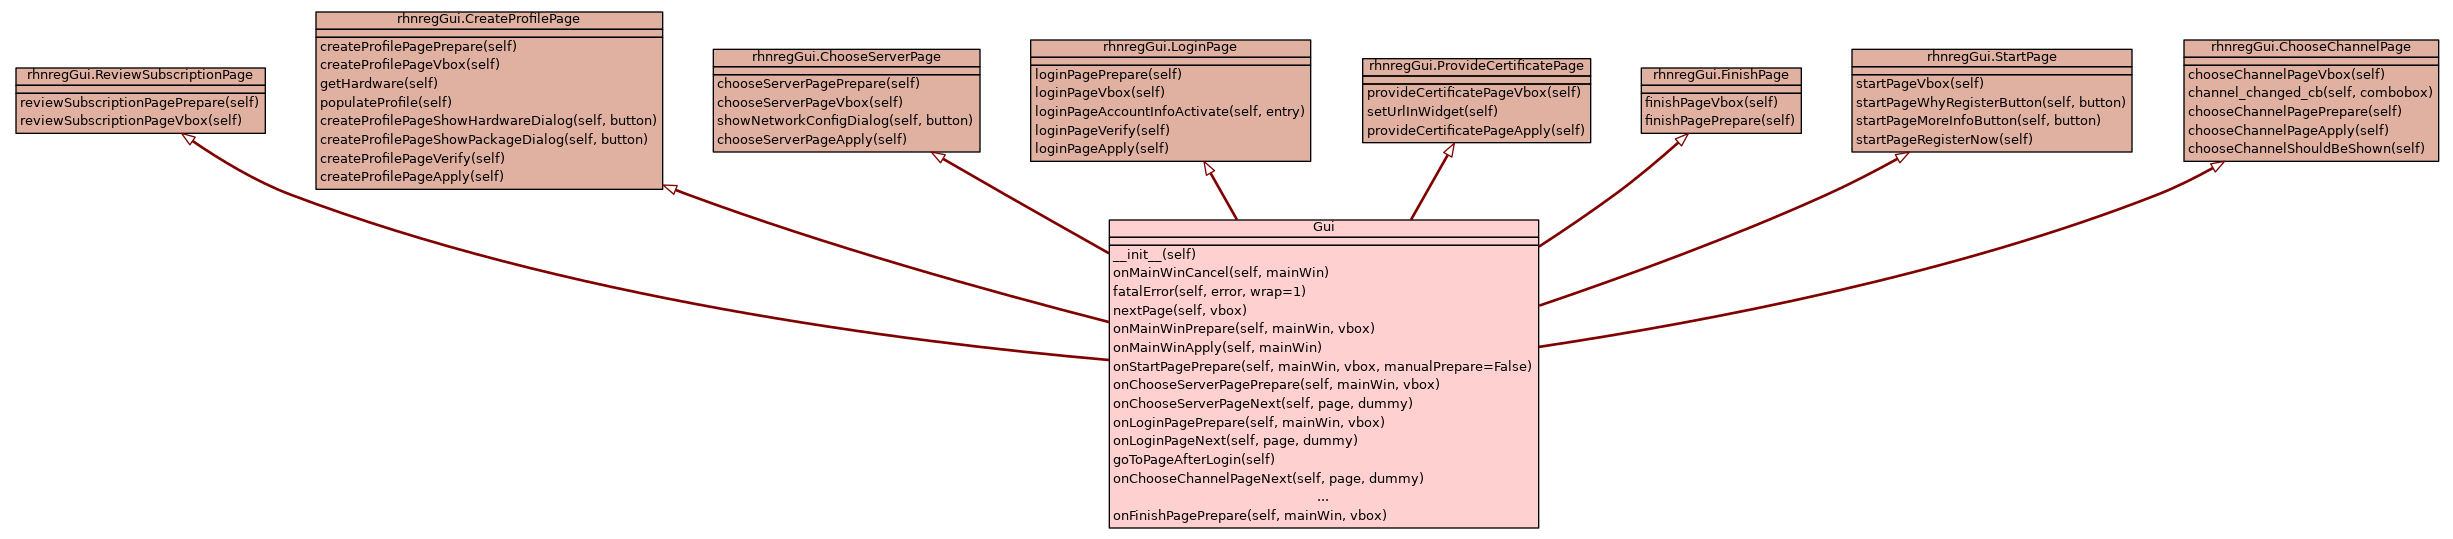 rhnregGui.ReviewSubscriptionPage
reviewSubscriptionPagePrepare(self)
reviewSubscriptionPageVbox(self)
rhnregGui.CreateProfilePage
createProfilePagePrepare(self)
createProfilePageVbox(self)
getHardware(self)
populateProfile(self)
createProfilePageShowHardwareDialog(self, button)
createProfilePageShowPackageDialog(self, button)
createProfilePageVerify(self)
createProfilePageApply(self)
rhnregGui.ChooseServerPage
chooseServerPagePrepare(self)
chooseServerPageVbox(self)
showNetworkConfigDialog(self, button)
chooseServerPageApply(self)
rhnregGui.LoginPage
loginPagePrepare(self)
loginPageVbox(self)
loginPageAccountInfoActivate(self, entry)
loginPageVerify(self)
loginPageApply(self)
rhnregGui.ProvideCertificatePage
provideCertificatePageVbox(self)
setUrlInWidget(self)
provideCertificatePageApply(self)
rhnregGui.FinishPage
finishPageVbox(self)
finishPagePrepare(self)
rhnregGui.StartPage
startPageVbox(self)
startPageWhyRegisterButton(self, button)
startPageMoreInfoButton(self, button)
startPageRegisterNow(self)
rhnregGui.ChooseChannelPage
chooseChannelPageVbox(self)
channel_changed_cb(self, combobox)
chooseChannelPagePrepare(self)
chooseChannelPageApply(self)
chooseChannelShouldBeShown(self)
Gui
__init__(self)
onMainWinCancel(self, mainWin)
fatalError(self, error, wrap=1)
nextPage(self, vbox)
onMainWinPrepare(self, mainWin, vbox)
onMainWinApply(self, mainWin)
onStartPagePrepare(self, mainWin, vbox, manualPrepare=False)
onChooseServerPagePrepare(self, mainWin, vbox)
onChooseServerPageNext(self, page, dummy)
onLoginPagePrepare(self, mainWin, vbox)
onLoginPageNext(self, page, dummy)
goToPageAfterLogin(self)
onChooseChannelPageNext(self, page, dummy)
...
onFinishPagePrepare(self, mainWin, vbox)